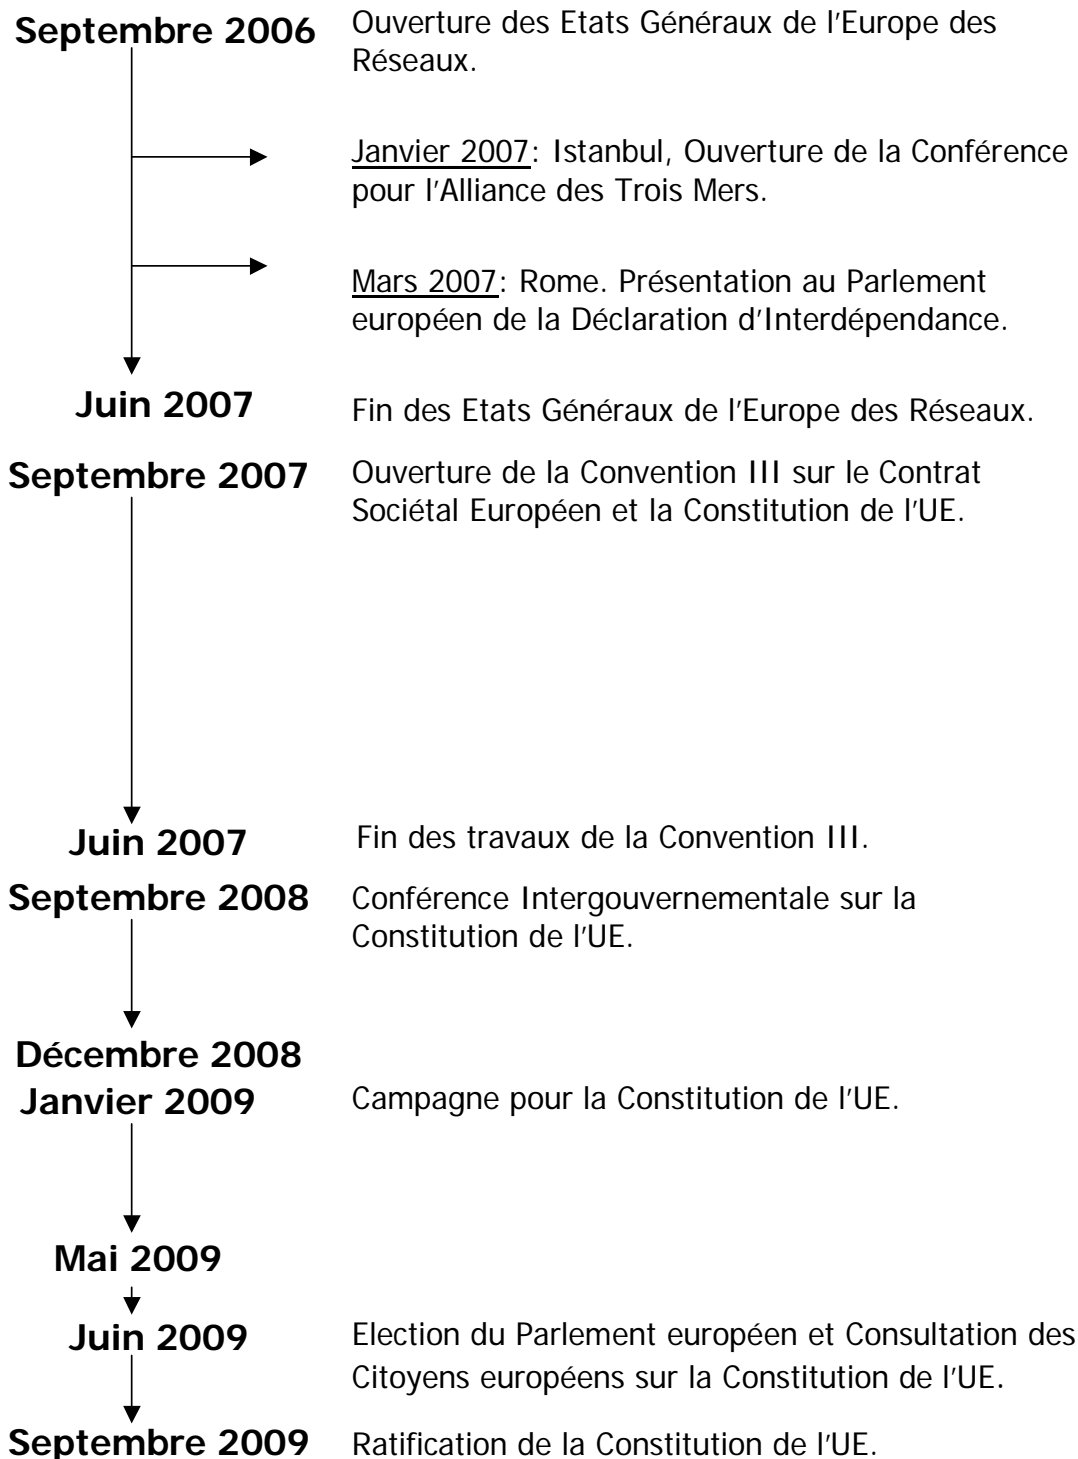 Septembre 2006
Ouverture des Etats Généraux de l'Europe des
Réseaux.
Janvier 2007: Istanbul, Ouverture de la Conférence
pour l'Alliance des Trois Mers.
Mars 2007: Rome. Présentation au Parlement
européen de la Déclaration d'Interdépendance.
Juin 2007
Fin des Etats Généraux de l'Europe des Réseaux.
Septembre 2007
Ouverture de la Convention III sur le Contrat
Sociétal Européen et la Constitution de l'UE.
Juin 2007
Fin des travaux de la Convention III.
Septembre 2008
Conférence Intergouvernementale sur la
Constitution de l'UE.
Décembre 2008
Janvier 2009
Campagne pour la Constitution de l'UE.
Mai 2009
Juin 2009
Election du Parlement européen et Consultation des
Citoyens européens sur la Constitution de l'UE.
Septembre 2009
Ratification de la Constitution de l'UE.